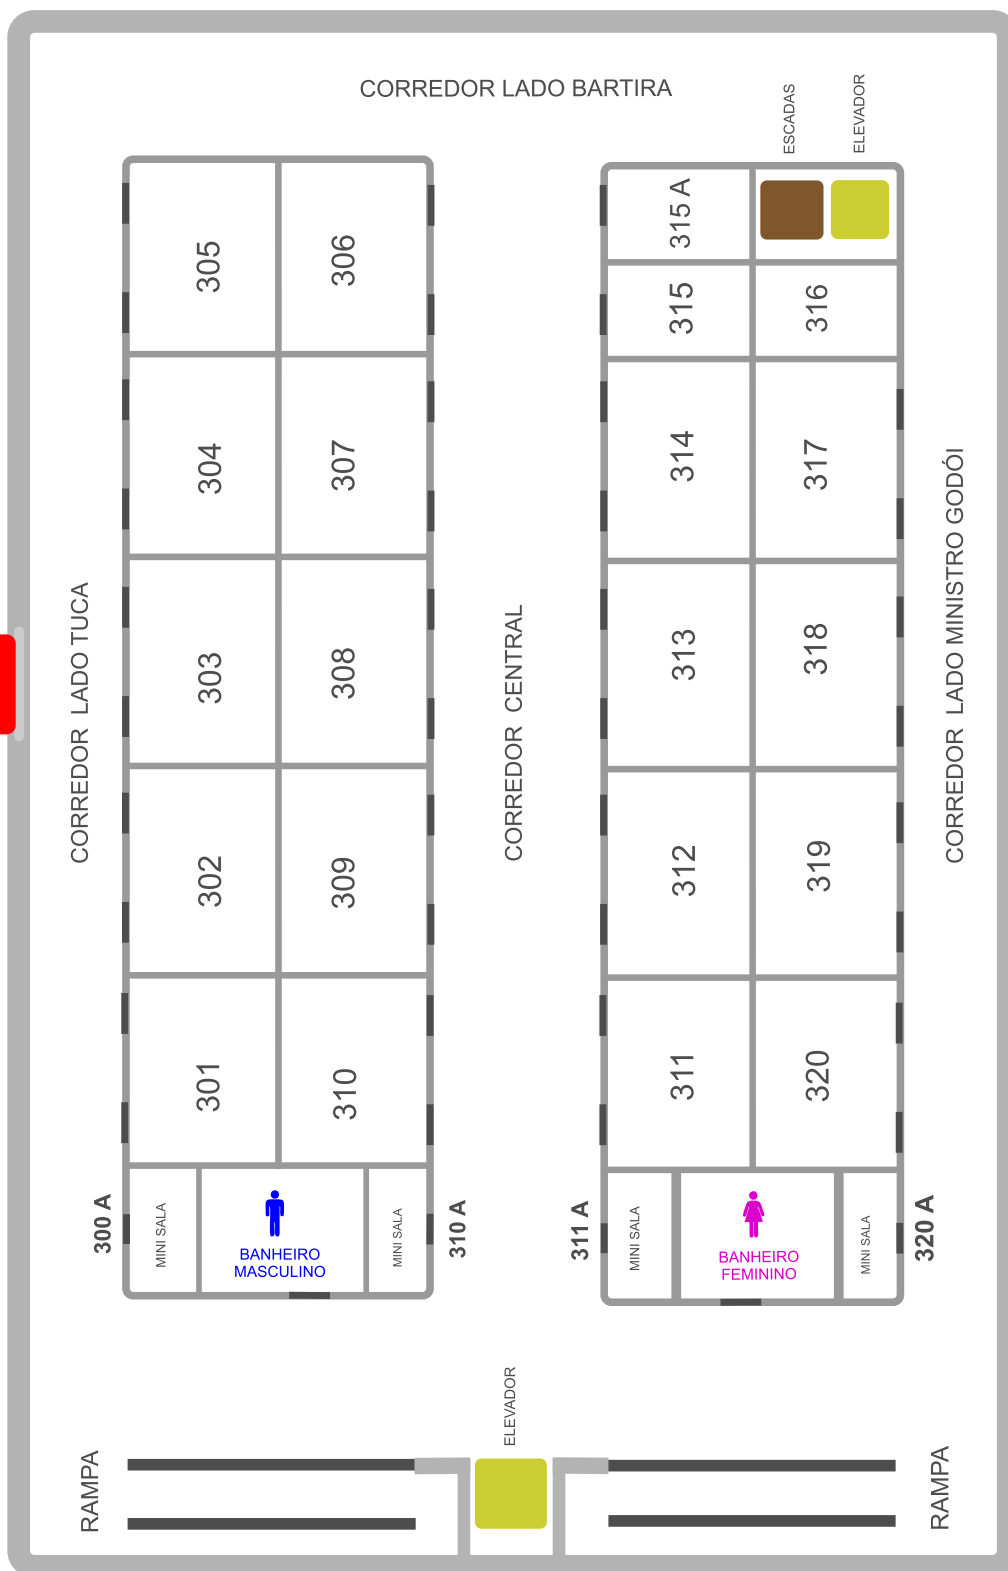 CORREDOR LADO BARTIRA
ESCADAS
ELEVADOR
305
306
315 A
315
316
304
307
314
317
303
308
313
318
CORREDOR LADO TUCA
CORREDOR CENTRAL
CORREDOR LADO MINISTRO GODÓI
302
309
312
319
301
310
311
320
300 A
MINI SALA
BANHEIRO
MASCULINO
MINI SALA
310 A
311 A
MINI SALA
BANHEIRO
FEMININO
MINI SALA
320 A
ELEVADOR
RAMPA
RAMPA